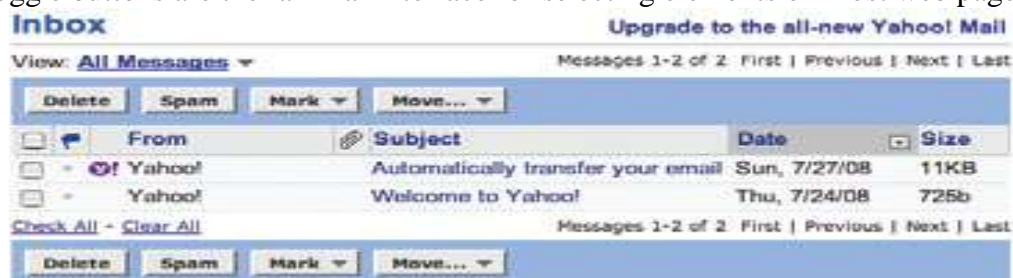 Inbox Upgrade to the all-new Yahoo! Mail
View: All Messages Messages 1-2 of 2 First | Previous | Next | Last
Delete Spam Mark Move...
From Subject Date Size
Y! Yahoo! Automatically transfer your email Sun, 7/27/08 11KB
Yahoo! Welcome to Yahoo! Thu, 7/24/08 725b
Check All - Clear All Messages 1-2 of 2 First | Previous | Next | Last
Delete Spam Mark Move...